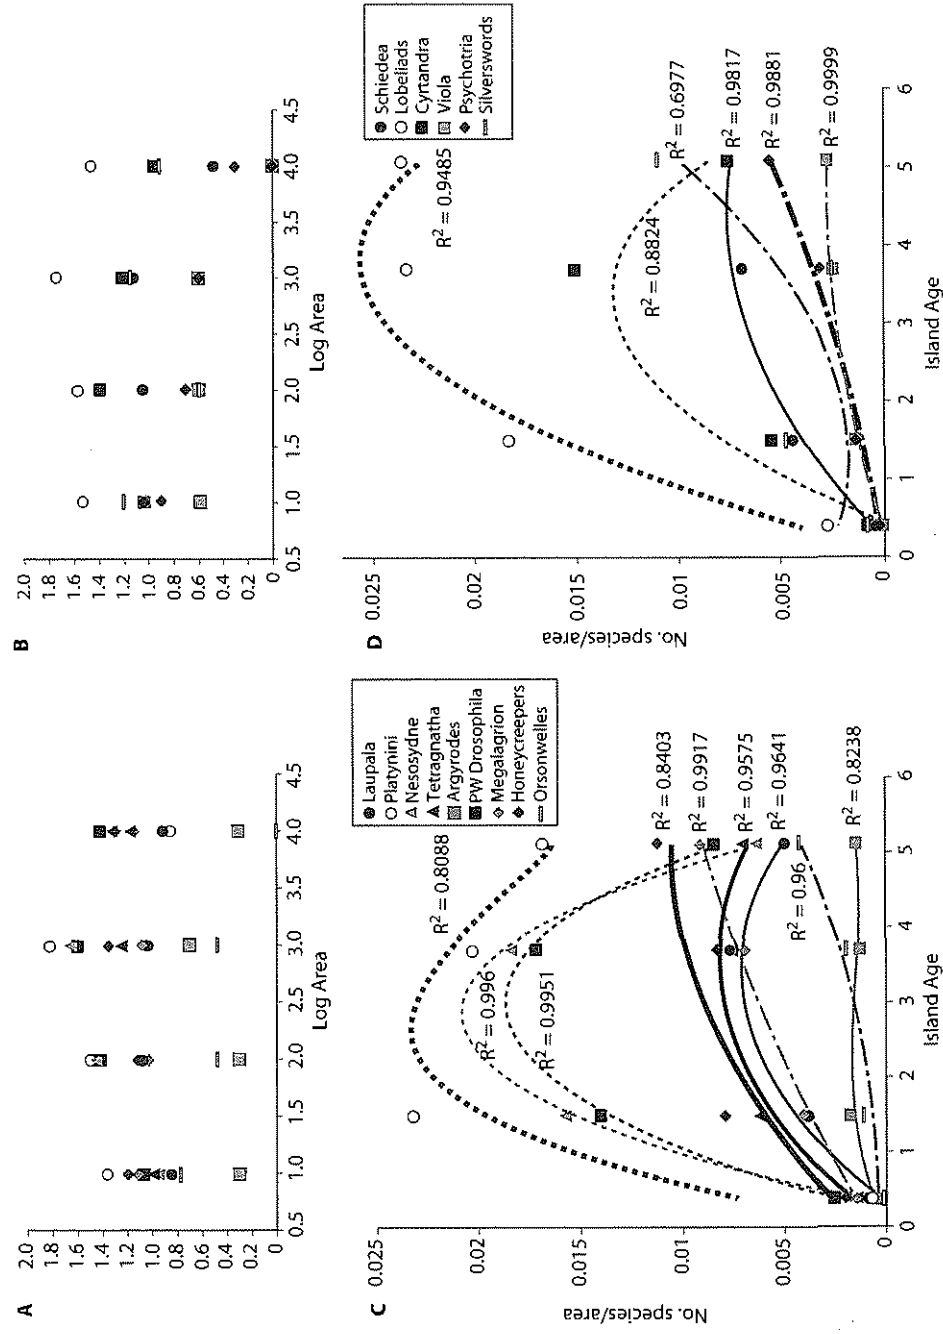 A
2.0
1.8
1.6
1.4
1.2
1.0
0.8
0.6
0.4
0.2
0
0.5
1.0
1.5
2.0
2.5
3.0
3.5
4.0
4.5
Log Area
B
2.0
1.8
1.6
1.4
1.2
1.0
0.8
0.6
0.4
0.2
0
0.5
1.0
1.5
2.0
2.5
3.0
3.5
4.0
4.5
Log Area
C
No. species/area
0.025
0.02
0.015
0.01
0.005
0
0
1
2
3
4
5
6
Island Age
R² = 0.8088
R² = 0.996
R² = 0.9951
R² = 0.8403
R² = 0.9917
R² = 0.9575
R² = 0.9641
R² = 0.96
R² = 0.8238
Laupala
Platynini
Nesosydne
Tetragnatha
Argyrodes
PW Drosophila
Megalagrion
Honeycreepers
Orsonwelles
D
No. species/area
0.025
0.02
0.015
0.01
0.005
0
0
1
2
3
4
5
6
Island Age
R² = 0.9485
R² = 0.8824
R² = 0.6977
R² = 0.9817
R² = 0.9881
R² = 0.9999
Schiedea
Lobeliads
Cyrtandra
Viola
Psychotria
Silverswords